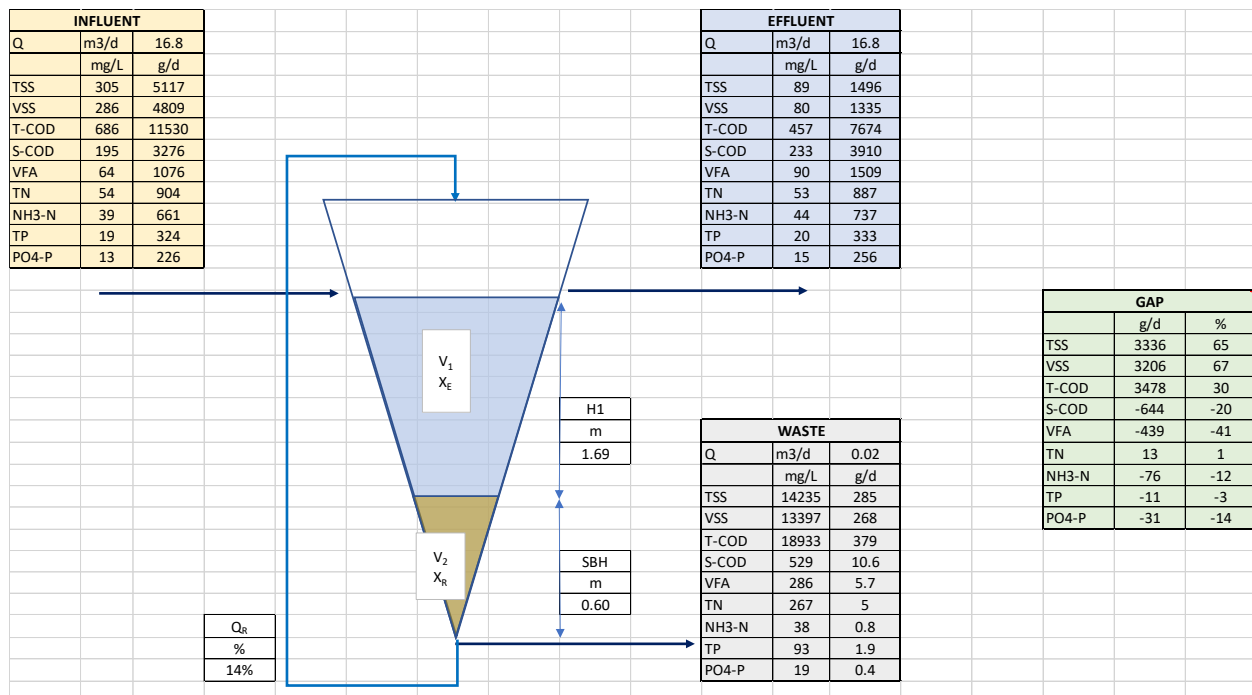 INFLUENT
Q m3/d 16.8
mg/L g/d
TSS 305 5117
VSS 286 4809
T-COD 686 11530
S-COD 195 3276
VFA 64 1076
TN 54 904
NH3-N 39 661
TP 19 324
PO4-P 13 226
EFFLUENT
Q m3/d 16.8
mg/L g/d
TSS 89 1496
VSS 80 1335
T-COD 457 7674
S-COD 233 3910
VFA 90 1509
TN 53 887
NH3-N 44 737
TP 20 333
PO4-P 15 256
V1
XE
H1
m
1.69
GAP
g/d %
TSS 3336 65
VSS 3206 67
T-COD 3478 30
S-COD -644 -20
VFA -439 -41
TN 13 1
NH3-N -76 -12
TP -11 -3
PO4-P -31 -14
WASTE
Q m3/d 0.02
mg/L g/d
TSS 14235 285
VSS 13397 268
T-COD 18933 379
S-COD 529 10.6
VFA 286 5.7
TN 267 5
NH3-N 38 0.8
TP 93 1.9
PO4-P 19 0.4
V2
XR
SBH
m
0.60
QR
%
14%